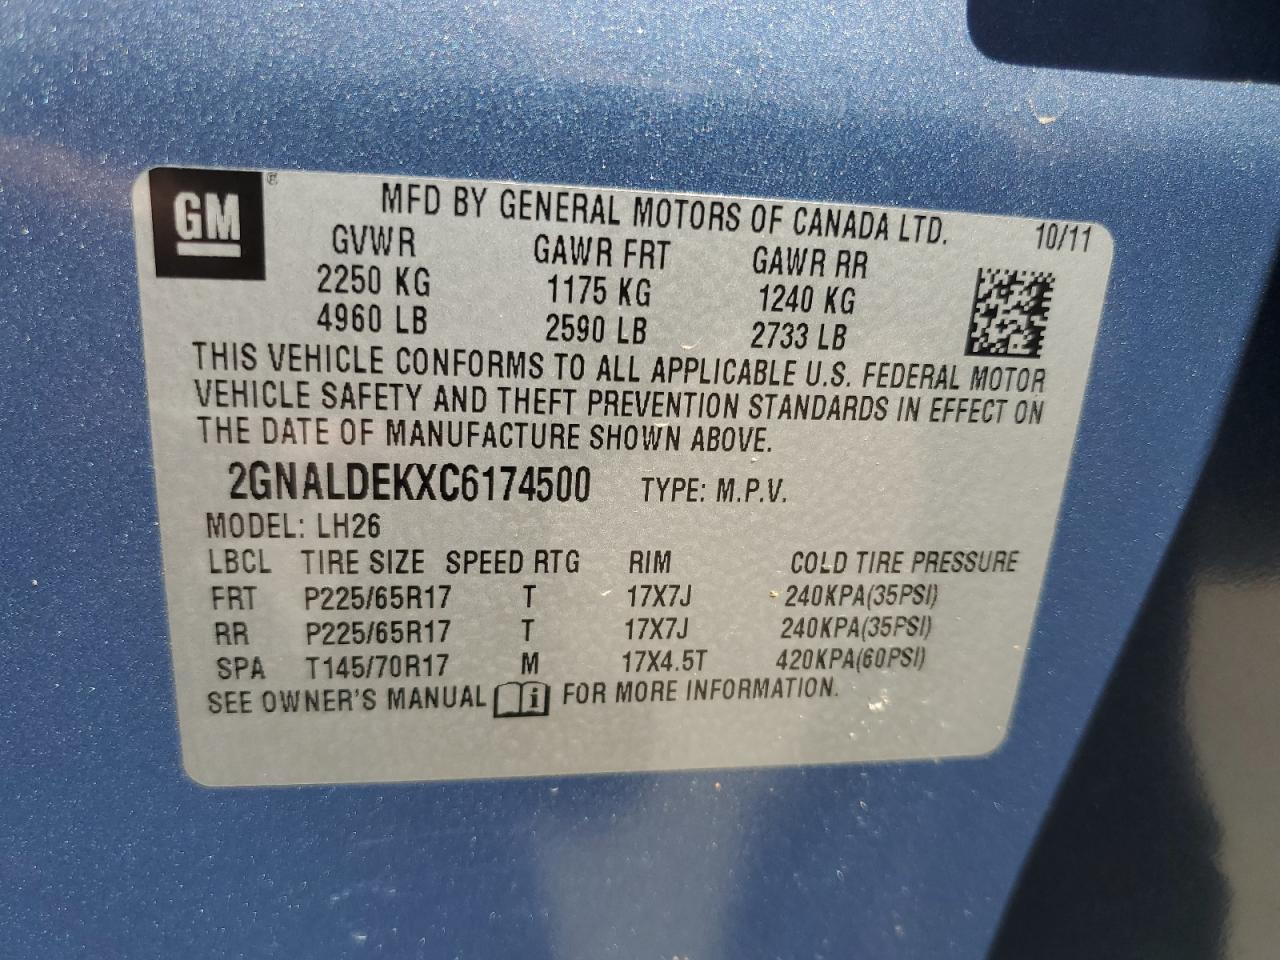 GM ®
MFD BY GENERAL MOTORS OF CANADA LTD.
10/11
GVWR GAWR FRT GAWR RR
2250 KG 1175 KG 1240 KG
4960 LB 2590 LB 2733 LB
THIS VEHICLE CONFORMS TO ALL APPLICABLE U.S. FEDERAL MOTOR
VEHICLE SAFETY AND THEFT PREVENTION STANDARDS IN EFFECT ON
THE DATE OF MANUFACTURE SHOWN ABOVE.
2GNALDEKXC6174500 TYPE: M.P.V.
MODEL: LH26
LBCL TIRE SIZE SPEED RTG RIM COLD TIRE PRESSURE
FRT P225/65R17 T 17X7J 240KPA(35PSI)
RR P225/65R17 T 17X7J 240KPA(35PSI)
SPA T145/70R17 M 17X4.5T 420KPA(60PSI)
SEE OWNER'S MANUAL i FOR MORE INFORMATION.